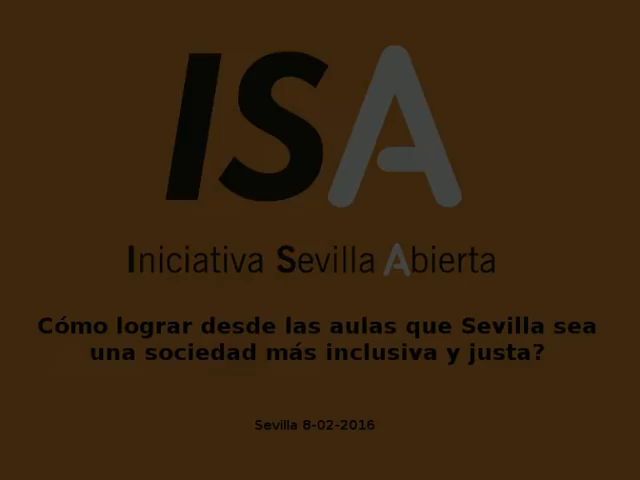 ISA
Iniciativa Sevilla Abierta
Cómo lograr desde las aulas que Sevilla sea
una sociedad más inclusiva y justa?
Sevilla 8-02-2016